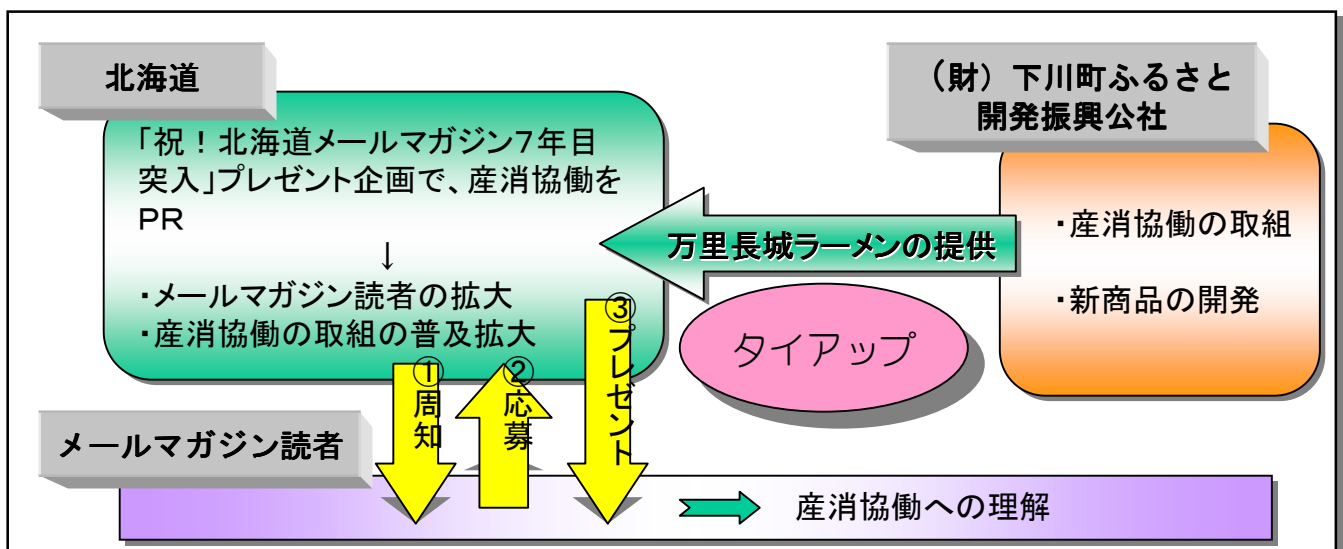 北海道
「祝！北海道メールマガジン７年目
突入」プレゼント企画で、産消協働を
ＰＲ
↓
・メールマガジン読者の拡大
・産消協働の取組の普及拡大
（財）下川町ふるさと
開発振興公社
・産消協働の取組
・新商品の開発
万里長城ラーメンの提供
タイアップ
①周知
②応募
③プレゼント
メールマガジン読者
産消協働への理解